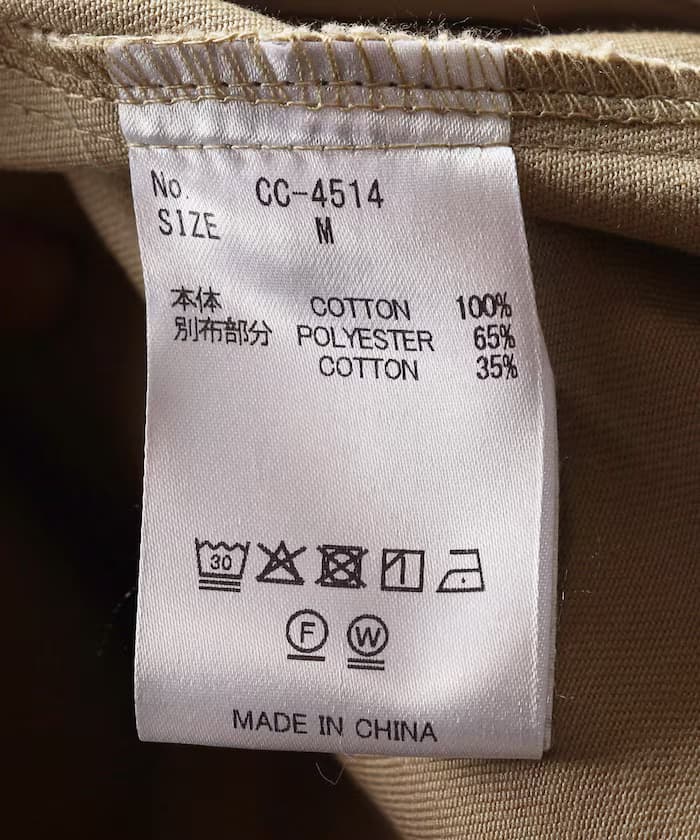 No. CC-4514
SIZE M
本体 COTTON 100%
別布部分 POLYESTER 65%
COTTON 35%
30
F W
MADE IN CHINA